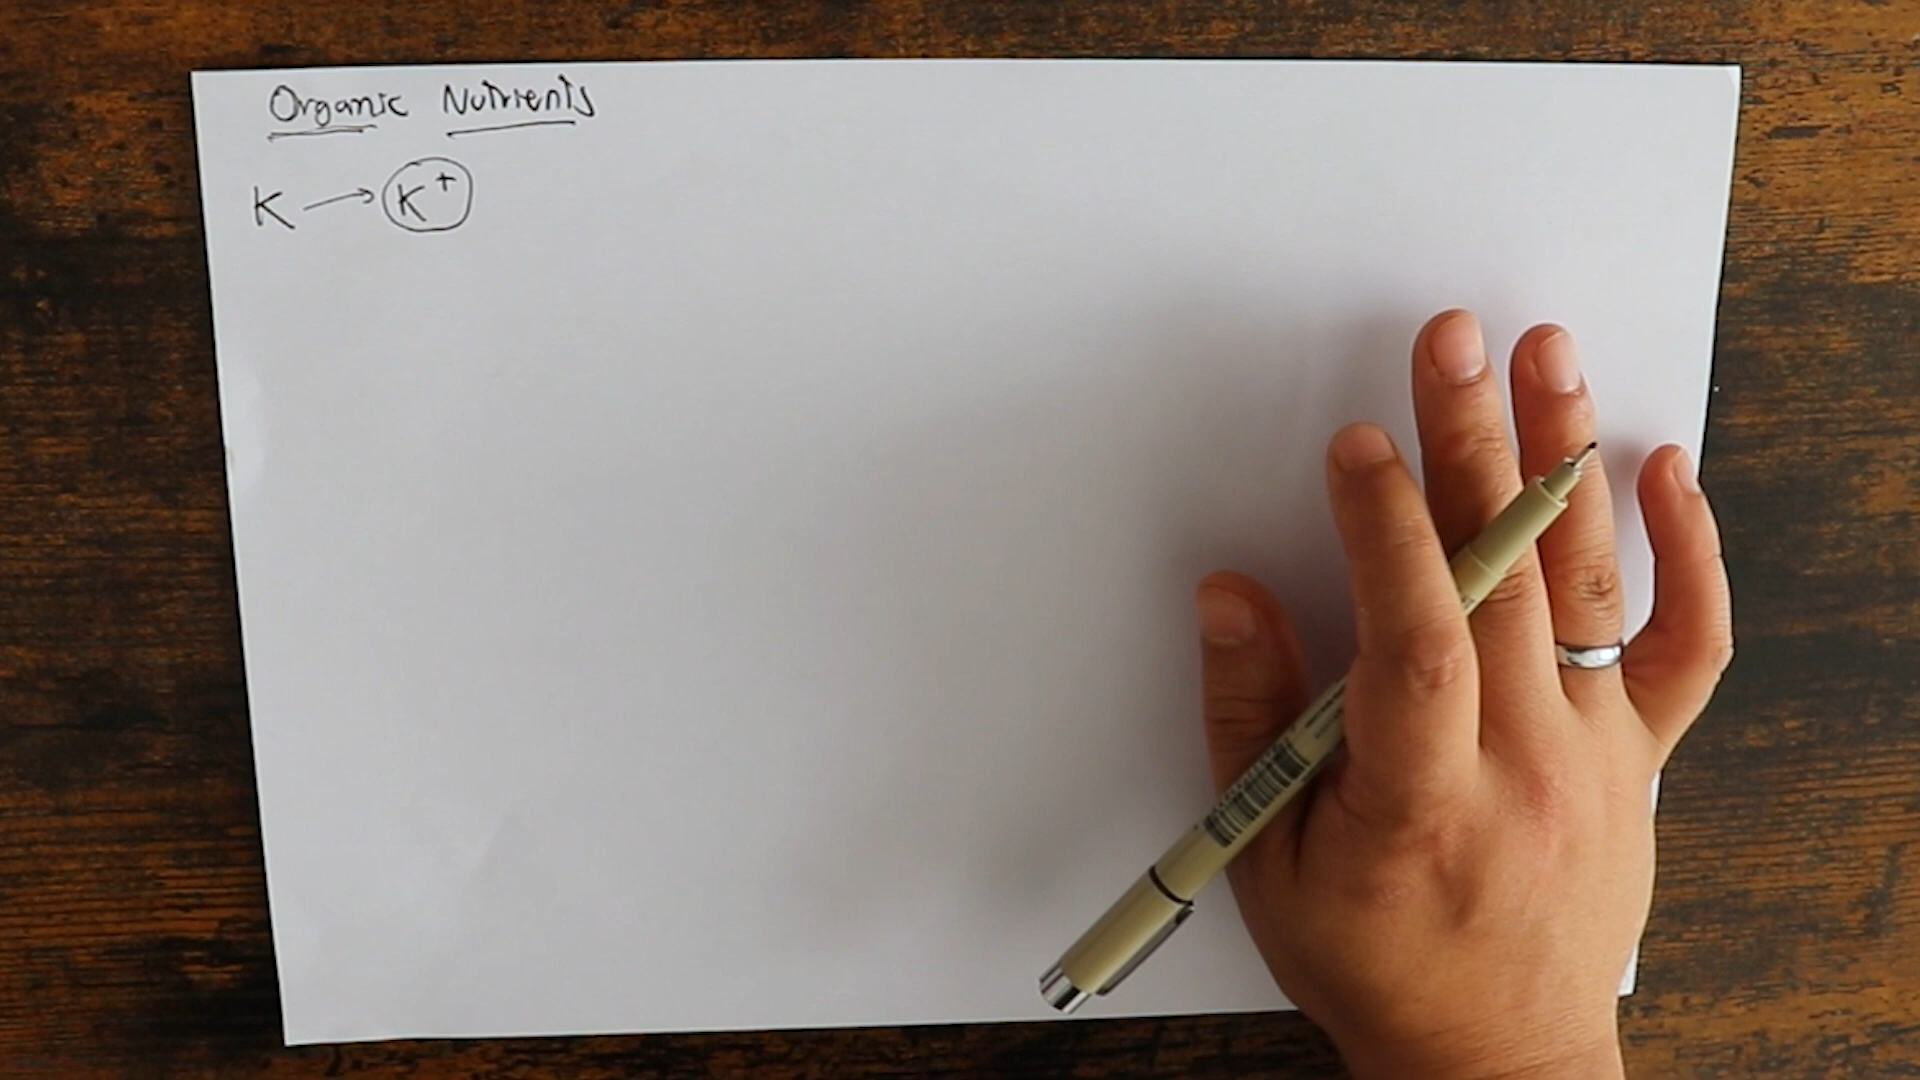 Organic Nutrients
K → K⁺